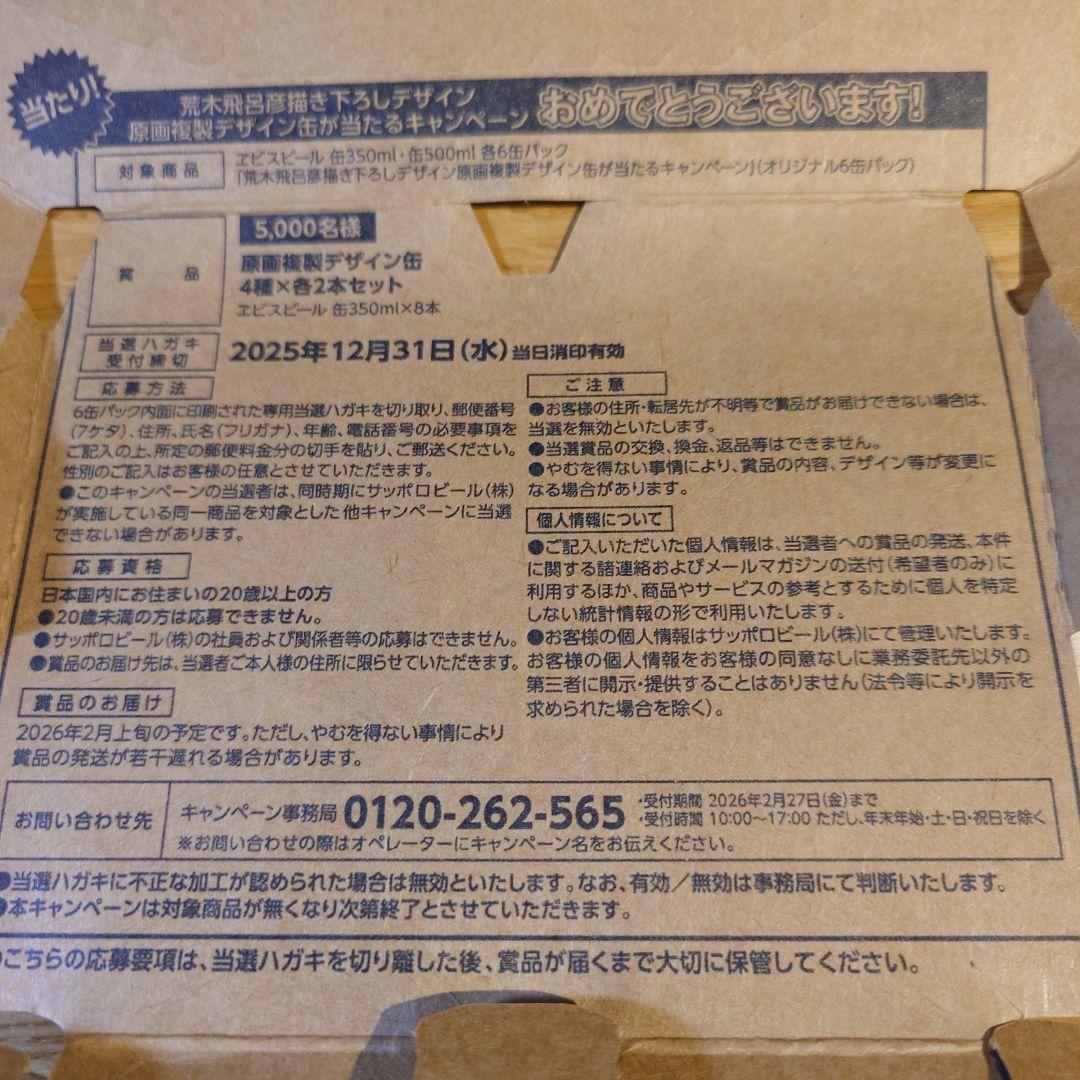 当たり!
荒木飛呂彦描き下ろしデザイン
原画複製デザイン缶が当たるキャンペーン おめでとうございます!
対象商品
ヱビスビール 缶350ml・缶500ml 各6缶パック
「荒木飛呂彦描き下ろしデザイン原画複製デザイン缶が当たるキャンペーン」(オリジナル6缶パック)
賞品
5,000名様
原画複製デザイン缶
4種×各2本セット
ヱビスビール 缶350ml×8本
当選ハガキ
受付締切
2025年12月31日(水)当日消印有効
応募方法
6缶パック内面に印刷された専用当選ハガキを切り取り、郵便番号
(7ケタ)、住所、氏名(フリガナ)、年齢、電話番号の必要事項を
ご記入の上、所定の郵便料金分の切手を貼り、ご郵送ください。
性別のご記入はお客様の任意とさせていただきます。
●このキャンペーンの当選者は、同時期にサッポロビール(株)
が実施している同一商品を対象とした他キャンペーンに当選
できない場合があります。
応募資格
日本国内にお住まいの20歳以上の方
●20歳未満の方は応募できません。
●サッポロビール(株)の社員および関係者等の応募はできません。
●賞品のお届け先は、当選者ご本人様の住所に限らせていただきます。
賞品のお届け
2026年2月上旬の予定です。ただし、やむを得ない事情により
賞品の発送が若干遅れる場合があります。
ご注意
●お客様の住所・転居先が不明等で賞品がお届けできない場合は、
当選を無効といたします。
●当選賞品の交換、換金、返品等はできません。
●やむを得ない事情により、賞品の内容、デザイン等が変更に
なる場合があります。
個人情報について
●ご記入いただいた個人情報は、当選者への賞品の発送、本件
に関する諸連絡およびメールマガジンの送付(希望者のみ)に
利用するほか、商品やサービスの参考とするために個人を特定
しない統計情報の形で利用いたします。
●お客様の個人情報はサッポロビール(株)にて管理いたします。
お客様の個人情報をお客様の同意なしに業務委託先以外の
第三者に開示・提供することはありません(法令等により開示を
求められた場合を除く)。
お問い合わせ先
キャンペーン事務局 0120-262-565
・受付期間 2026年2月27日(金)まで
・受付時間 10:00~17:00 ただし、年末年始・土・日・祝日を除く
※お問い合わせの際はオペレーターにキャンペーン名をお伝えください。
●当選ハガキに不正な加工が認められた場合は無効といたします。なお、有効/無効は事務局にて判断いたします。
●本キャンペーンは対象商品が無くなり次第終了とさせていただきます。
●こちらの応募要項は、当選ハガキを切り離した後、賞品が届くまで大切に保管してください。